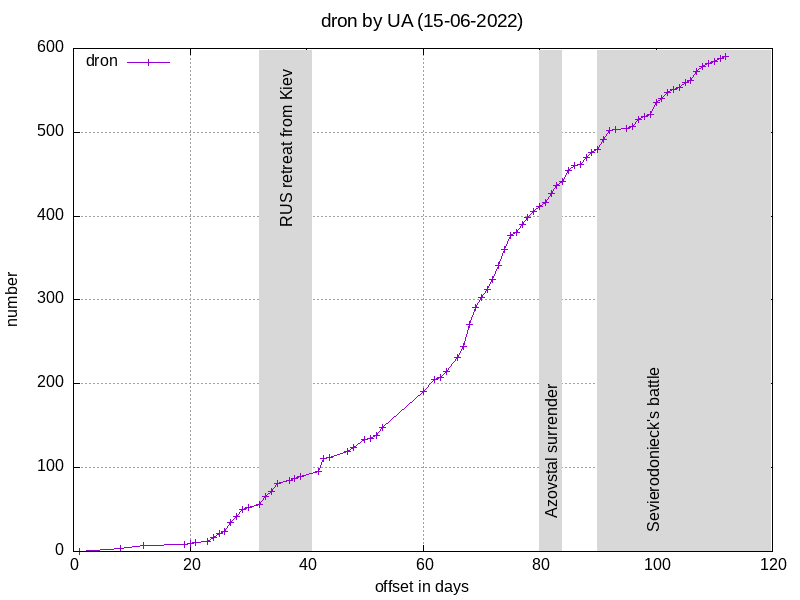 dron by UA (15-06-2022)
600
dron
500
400
300
200
100
0
number
RUS retreat from Kiev
Azovstal surrender
Sevierodonieck's battle
0 20 40 60 80 100 120
offset in days